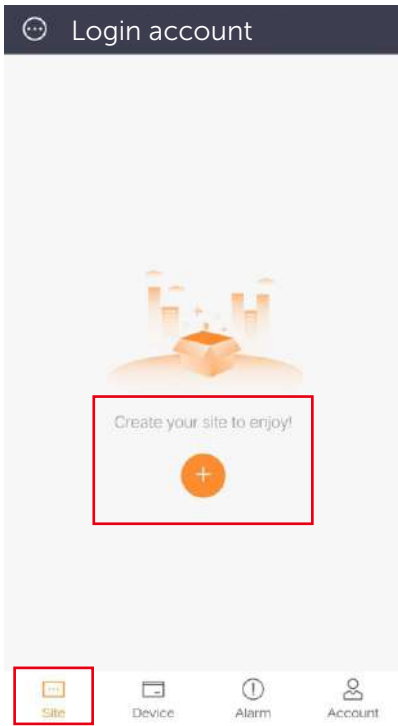 Login account
Create your site to enjoy!
Site
Device
Alarm
Account